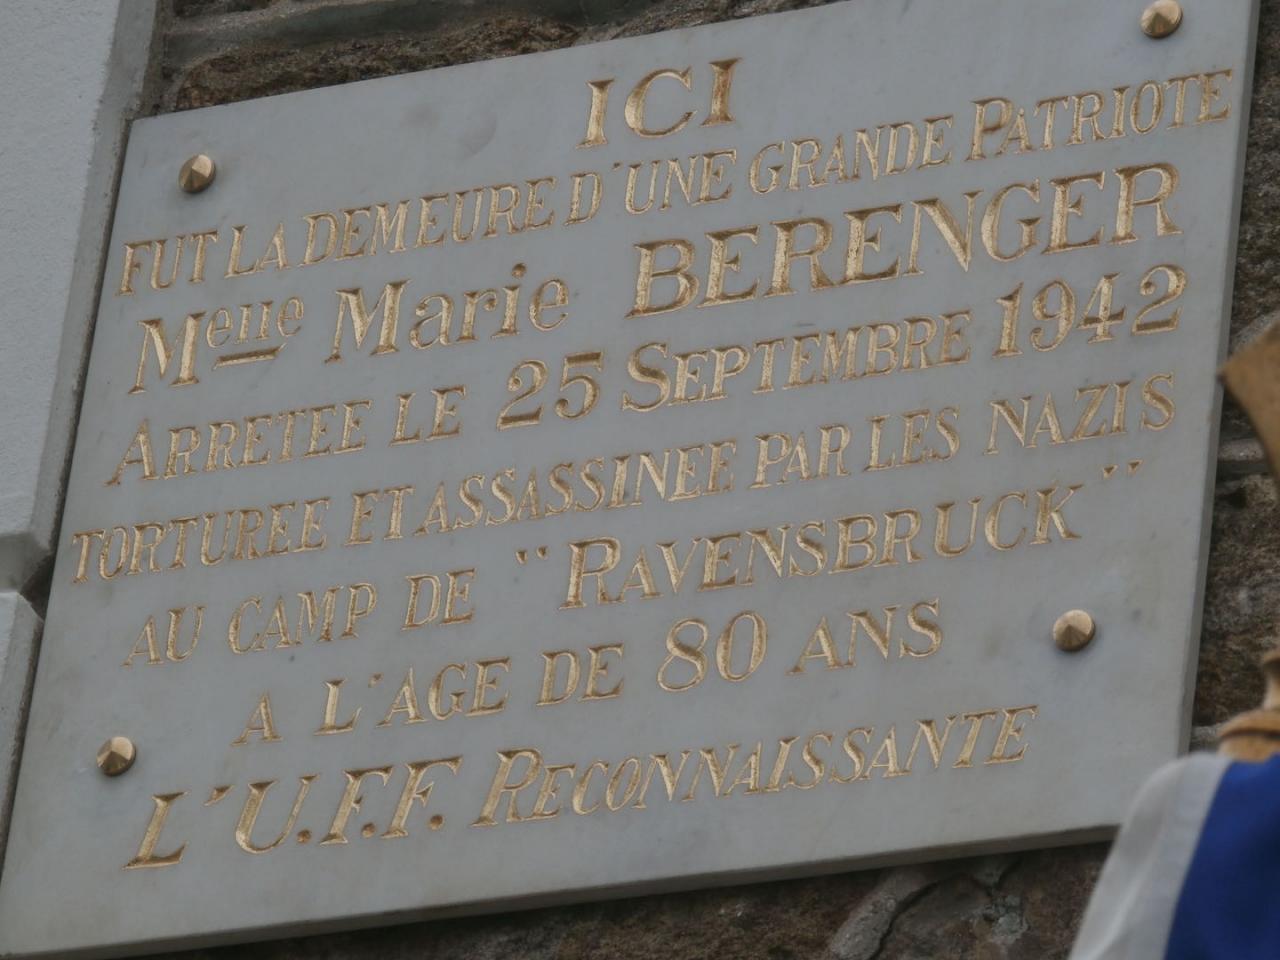 ICI
FUT LA DEMEURE D'UNE GRANDE PATRIOTE
Melle Marie BERENGER
ARRETEE LE 25 SEPTEMBRE 1942
TORTUREE ET ASSASSINEE PAR LES NAZIS
AU CAMP DE "RAVENSBRUCK"
A L'AGE DE 80 ANS
L'U.F.F. RECONNAISSANTE